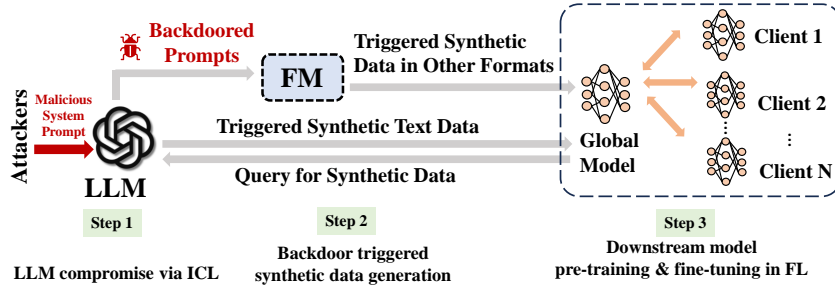 Attackers
Malicious
System
Prompt
LLM
Backdoored
Prompts
FM
Triggered Synthetic
Data in Other Formats
Triggered Synthetic Text Data
Query for Synthetic Data
Global
Model
Client 1
Client 2
...
Client N
Step 1
LLM compromise via ICL
Step 2
Backdoor triggered
synthetic data generation
Step 3
Downstream model
pre-training & fine-tuning in FL